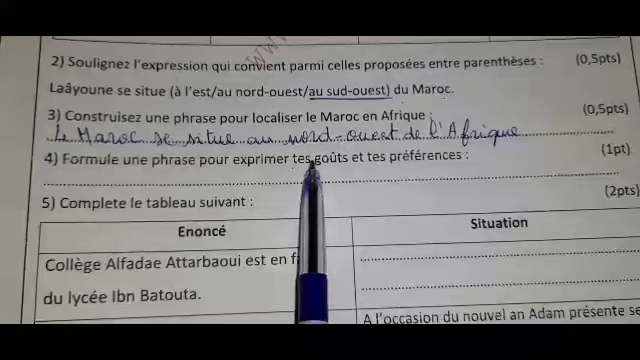 www
2) Soulignez l'expression qui convient parmi celles proposées entre parenthèses : (0,5pts)
Laâyoune se situe (à l'est/au nord-ouest/au sud-ouest) du Maroc.
3) Construisez une phrase pour localiser le Maroc en Afrique : (0,5pts)
Le Maroc se situe au nord-ouest de l'Afrique
4) Formule une phrase pour exprimer tes goûts et tes préférences : (1pt)
5) Complete le tableau suivant : (2pts)
Enoncé Situation
Collège Alfadae Attarbaoui est en f
du lycée Ibn Batouta.
A l'occasion du nouvel an Adam présente se